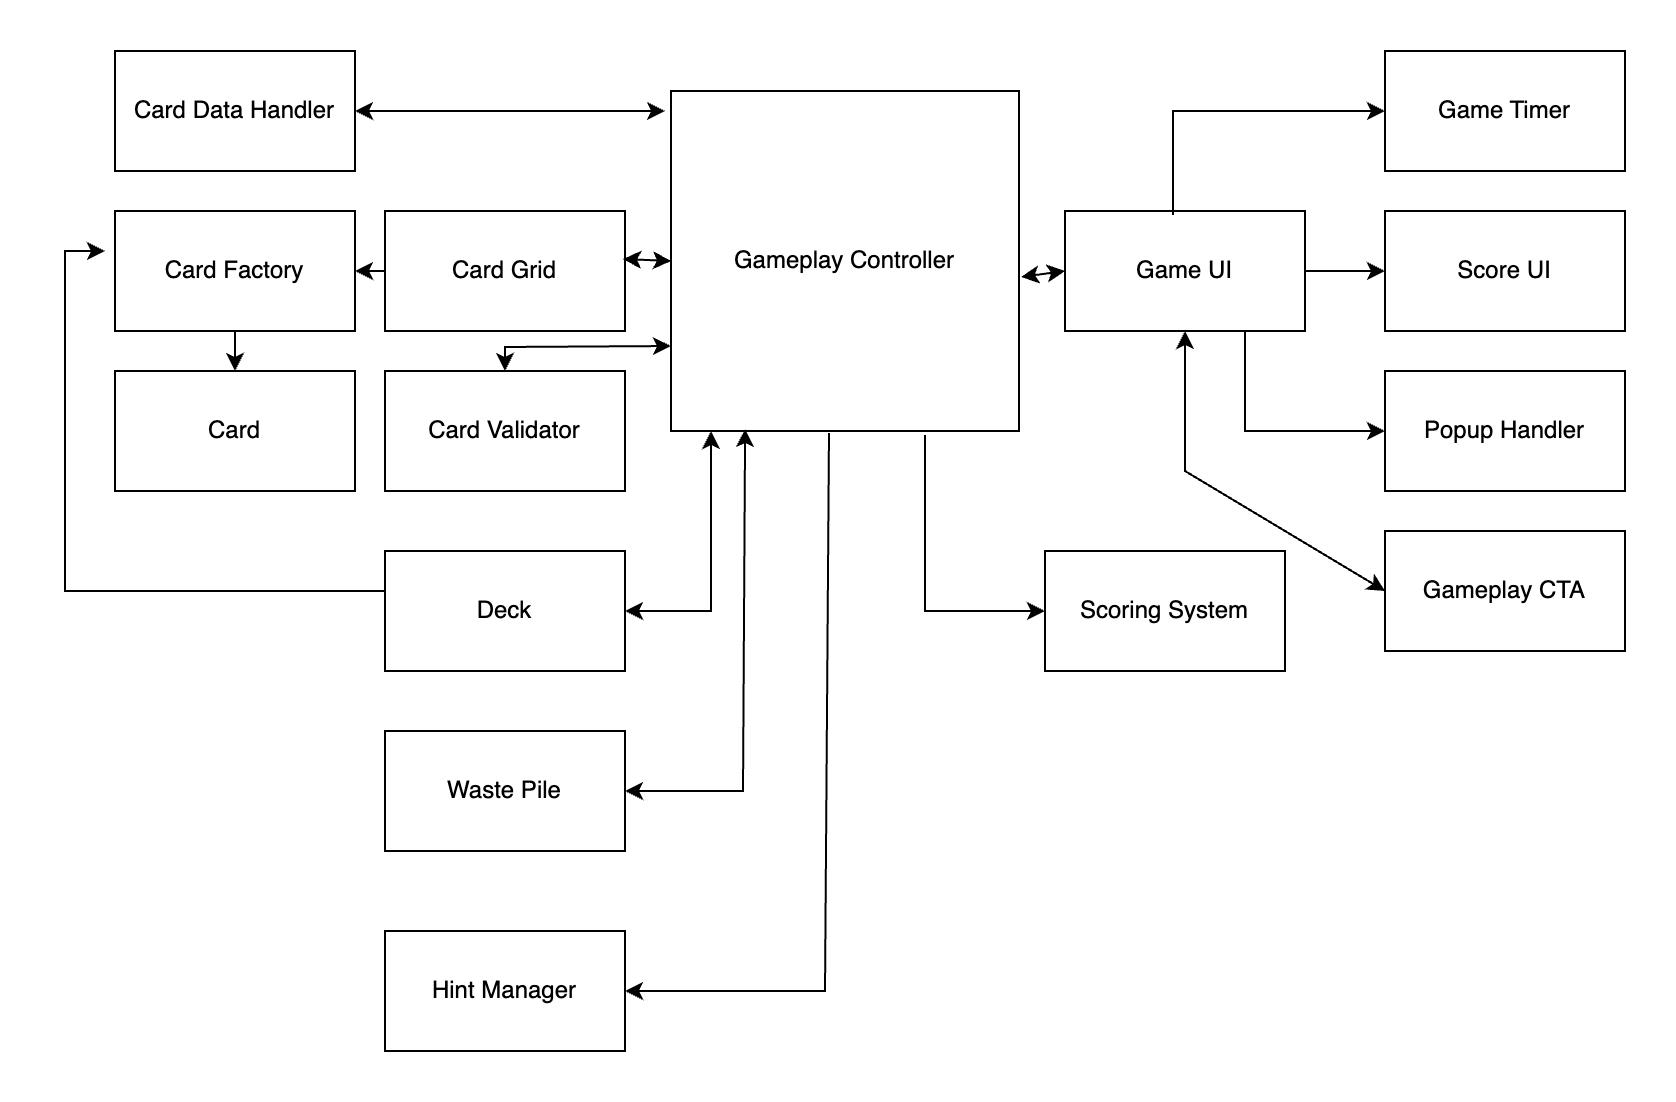 Card Data Handler
Game Timer
Card Factory
Card Grid
Gameplay Controller
Game UI
Score UI
Card
Card Validator
Popup Handler
Deck
Scoring System
Gameplay CTA
Waste Pile
Hint Manager